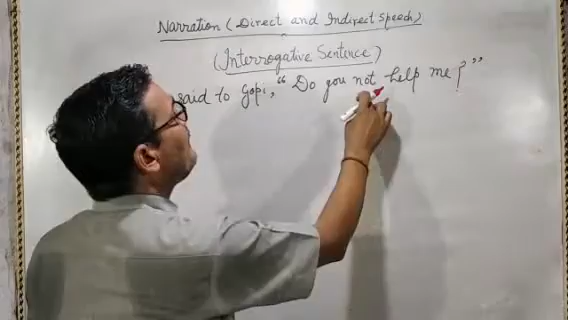 Narration (Direct and Indirect Speech)
(Interrogative Sentence)
said to Gopi, "Do you not help me?"